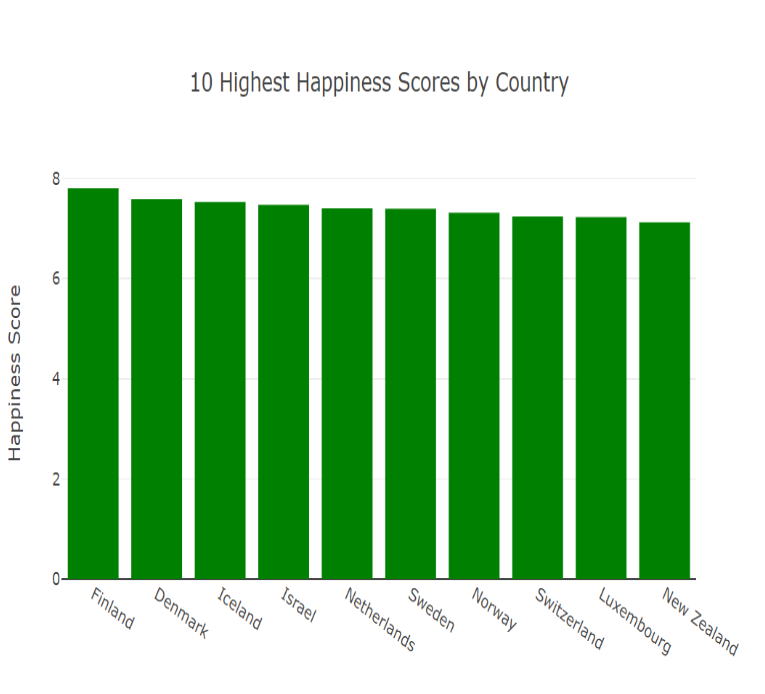 10 Highest Happiness Scores by Country
Happiness Score
8
6
4
2
0
Finland
Denmark
Iceland
Israel
Netherlands
Sweden
Norway
Switzerland
Luxembourg
New Zealand